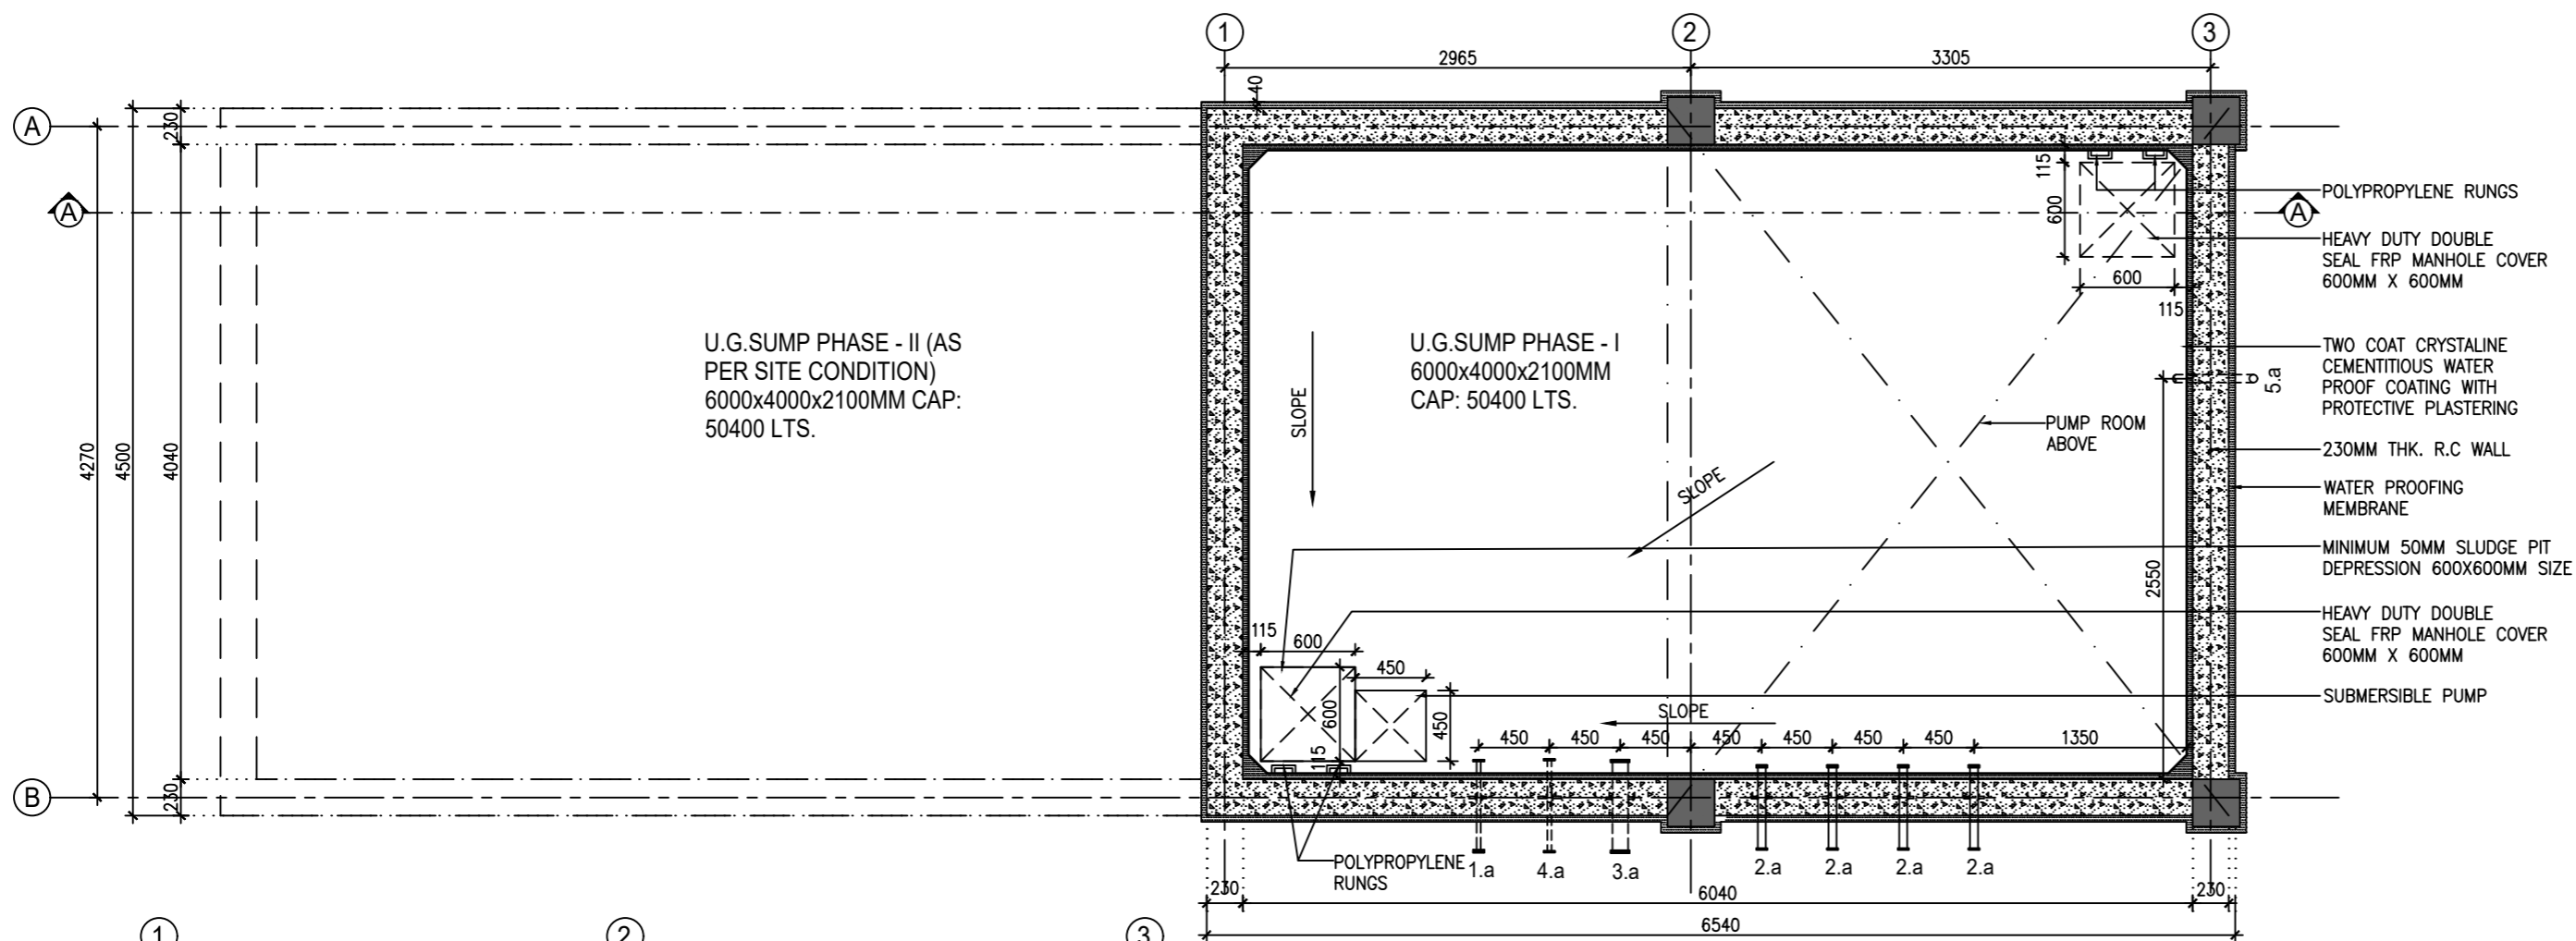 1
2
3
2965
3305
40
A
230
115
600
600
115
A
A
POLYPROPYLENE RUNGS
HEAVY DUTY DOUBLE
SEAL FRP MANHOLE COVER
600MM X 600MM
U.G.SUMP PHASE - II (AS
PER SITE CONDITION)
6000x4000x2100MM CAP:
50400 LTS.
SLOPE
U.G.SUMP PHASE - I
6000x4000x2100MM
CAP: 50400 LTS.
TWO COAT CRYSTALINE
CEMENTITIOUS WATER
PROOF COATING WITH
PROTECTIVE PLASTERING
5.a
PUMP ROOM
ABOVE
230MM THK. R.C WALL
4270
4500
4040
SLOPE
WATER PROOFING
MEMBRANE
2550
MINIMUM 50MM SLUDGE PIT
DEPRESSION 600X600MM SIZE
HEAVY DUTY DOUBLE
SEAL FRP MANHOLE COVER
600MM X 600MM
115
600
450
SUBMERSIBLE PUMP
600
450
SLOPE
115
450
450
450
450
450
450
450
1350
B
230
POLYPROPYLENE
RUNGS
1.a
4.a
3.a
2.a
2.a
2.a
2.a
230
6040
230
6540
1
2
3